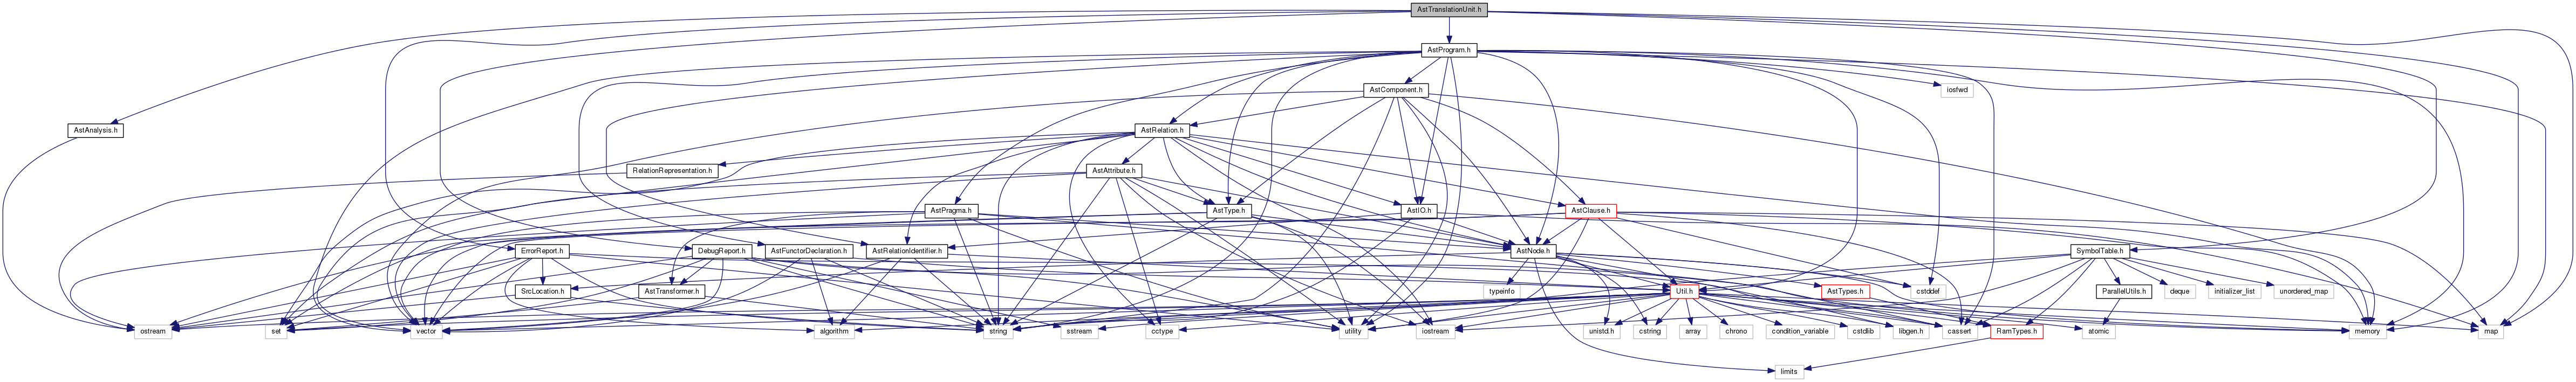 AstTranslationUnit.h
AstProgram.h
AstComponent.h
iosfwd
AstAnalysis.h
AstRelation.h
RelationRepresentation.h
AstAttribute.h
AstPragma.h
AstType.h
AstIO.h
AstClause.h
ErrorReport.h
DebugReport.h
AstFunctorDeclaration.h
AstRelationIdentifier.h
AstNode.h
SymbolTable.h
SrcLocation.h
AstTransformer.h
typeinfo
Util.h
AstTypes.h
cstddef
ParallelUtils.h
deque
initializer_list
unordered_map
ostream
set
vector
algorithm
string
sstream
cctype
utility
iostream
unistd.h
cstring
array
chrono
condition_variable
cstdlib
libgen.h
cassert
RamTypes.h
atomic
memory
map
limits